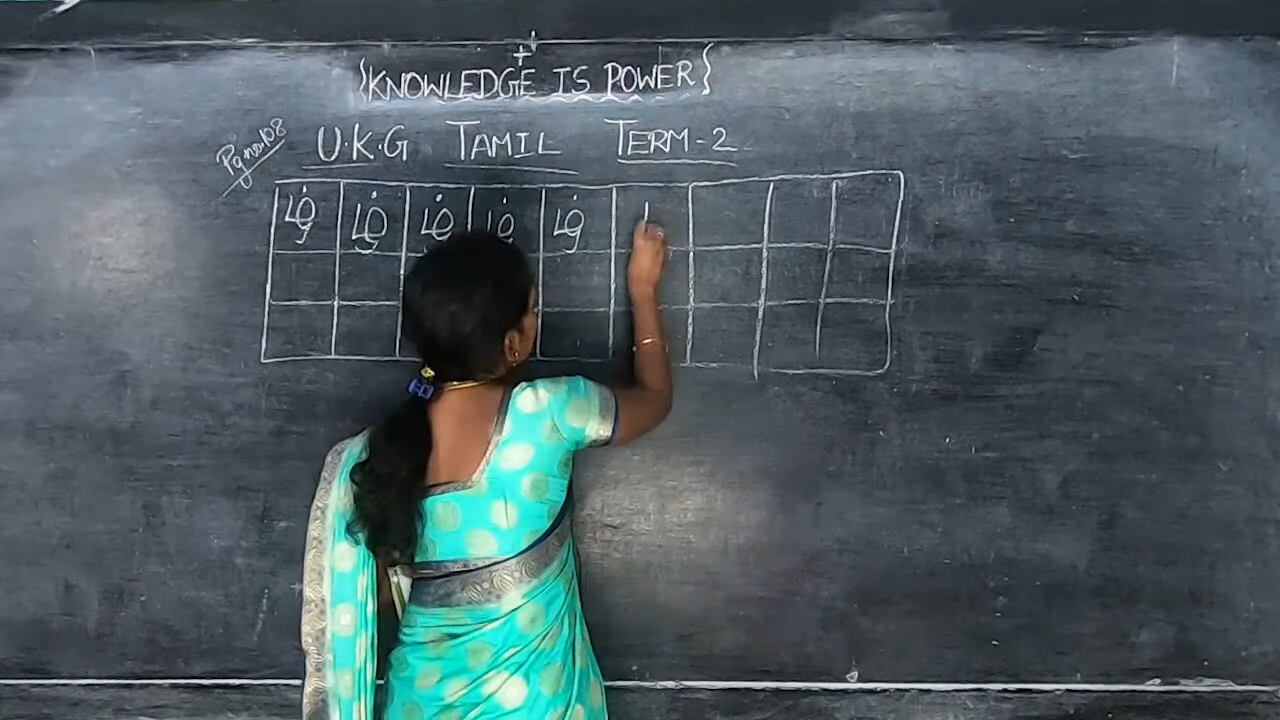 {KNOWLEDGE IS POWER}
Pg no.108 U.K.G TAMIL TERM-2
ழ் ழ் ழ் ழ் ழ்